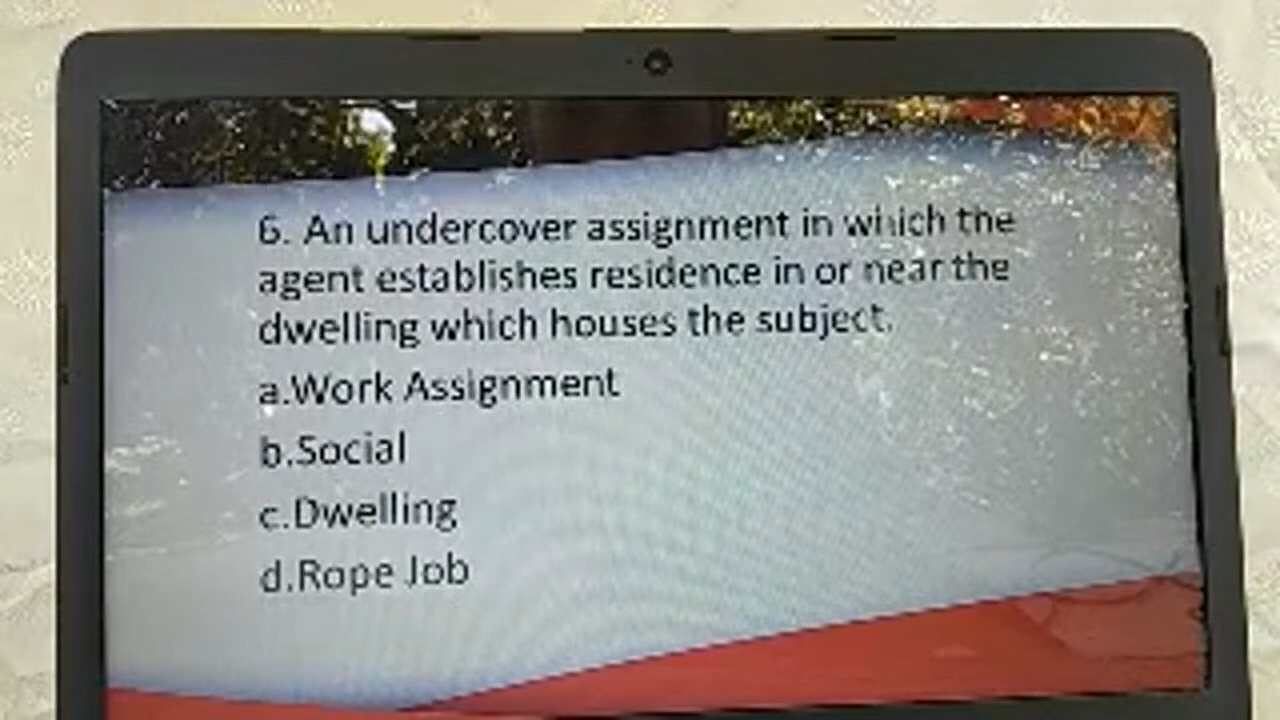 6. An undercover assignment in which the
agent establishes residence in or near the
dwelling which houses the subject.
a.Work Assignment
b.Social
c.Dwelling
d.Rope Job